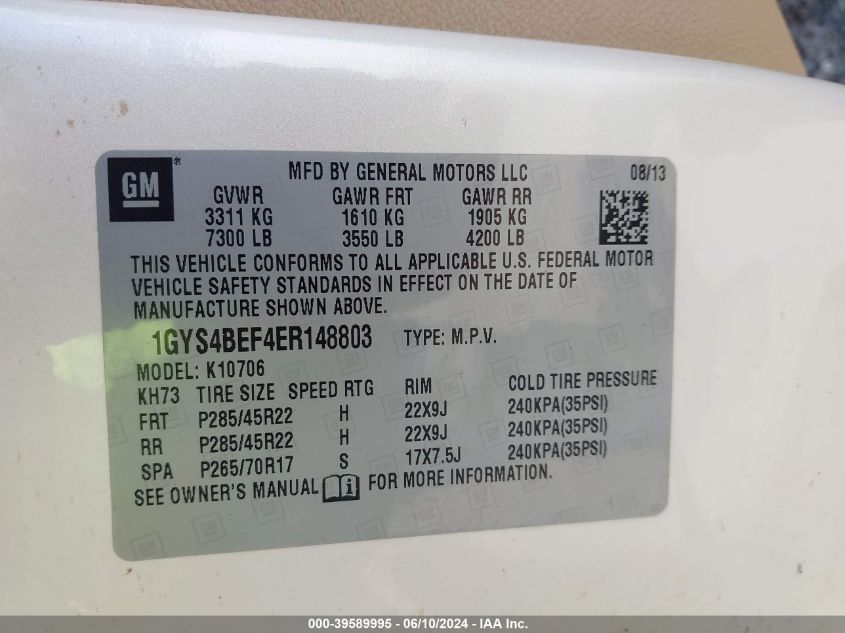 GM ® MFD BY GENERAL MOTORS LLC 08/13
GVWR GAWR FRT GAWR RR
3311 KG 1610 KG 1905 KG
7300 LB 3550 LB 4200 LB
THIS VEHICLE CONFORMS TO ALL APPLICABLE U.S. FEDERAL MOTOR
VEHICLE SAFETY STANDARDS IN EFFECT ON THE DATE OF
MANUFACTURE SHOWN ABOVE.
1GYS4BEF4ER148803 TYPE: M.P.V.
MODEL: K10706
KH73 TIRE SIZE SPEED RTG RIM COLD TIRE PRESSURE
FRT P285/45R22 H 22X9J 240KPA(35PSI)
RR P285/45R22 H 22X9J 240KPA(35PSI)
SPA P265/70R17 S 17X7.5J 240KPA(35PSI)
SEE OWNER'S MANUAL FOR MORE INFORMATION.
000-39589995 - 06/10/2024 - IAA Inc.